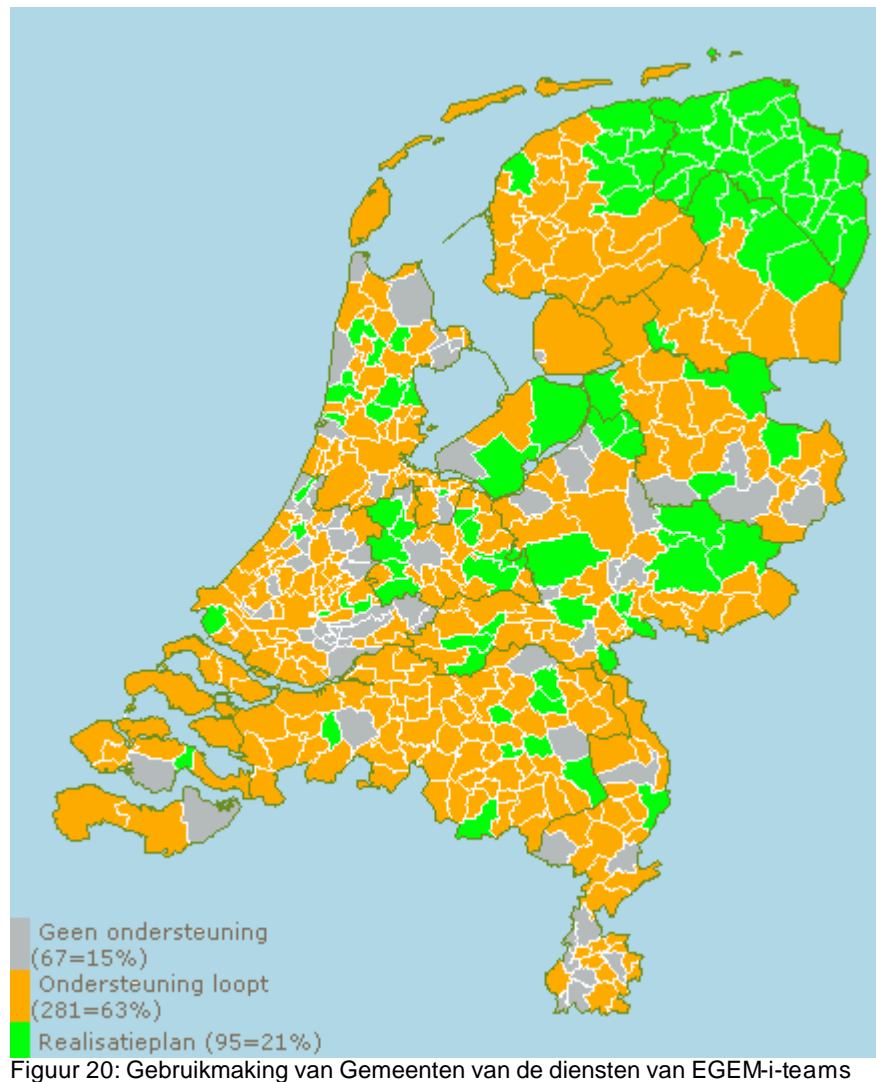 Geen ondersteuning
(67=15%)
Ondersteuning loopt
(281=63%)
Realisatieplan (95=21%)
Figuur 20: Gebruikmaking van Gemeenten van de diensten van EGEM-i-teams